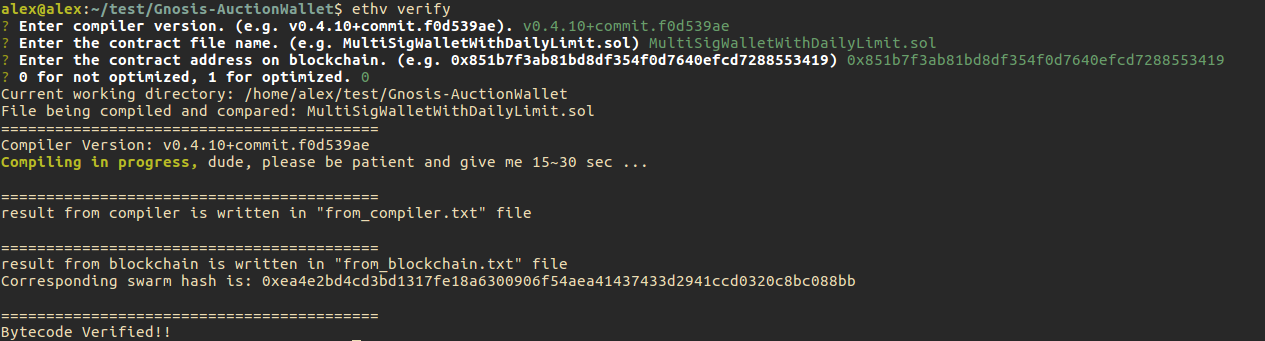 alex@alex:~/test/Gnosis-AuctionWallet$ ethv verify
? Enter compiler version. (e.g. v0.4.10+commit.f0d539ae). v0.4.10+commit.f0d539ae
? Enter the contract file name. (e.g. MultiSigWalletWithDailyLimit.sol) MultiSigWalletWithDailyLimit.sol
? Enter the contract address on blockchain. (e.g. 0x851b7f3ab81bd8df354f0d7640efcd7288553419) 0x851b7f3ab81bd8df354f0d7640efcd7288553419
? 0 for not optimized, 1 for optimized. 0
Current working directory: /home/alex/test/Gnosis-AuctionWallet
File being compiled and compared: MultiSigWalletWithDailyLimit.sol
==========================================
Compiler Version: v0.4.10+commit.f0d539ae
Compiling in progress, dude, please be patient and give me 15~30 sec ...
==========================================
result from compiler is written in "from_compiler.txt" file
==========================================
result from blockchain is written in "from_blockchain.txt" file
Corresponding swarm hash is: 0xea4e2bd4cd3bd1317fe18a6300906f54aea41437433d2941ccd0320c8bc088bb
==========================================
Bytecode Verified!!